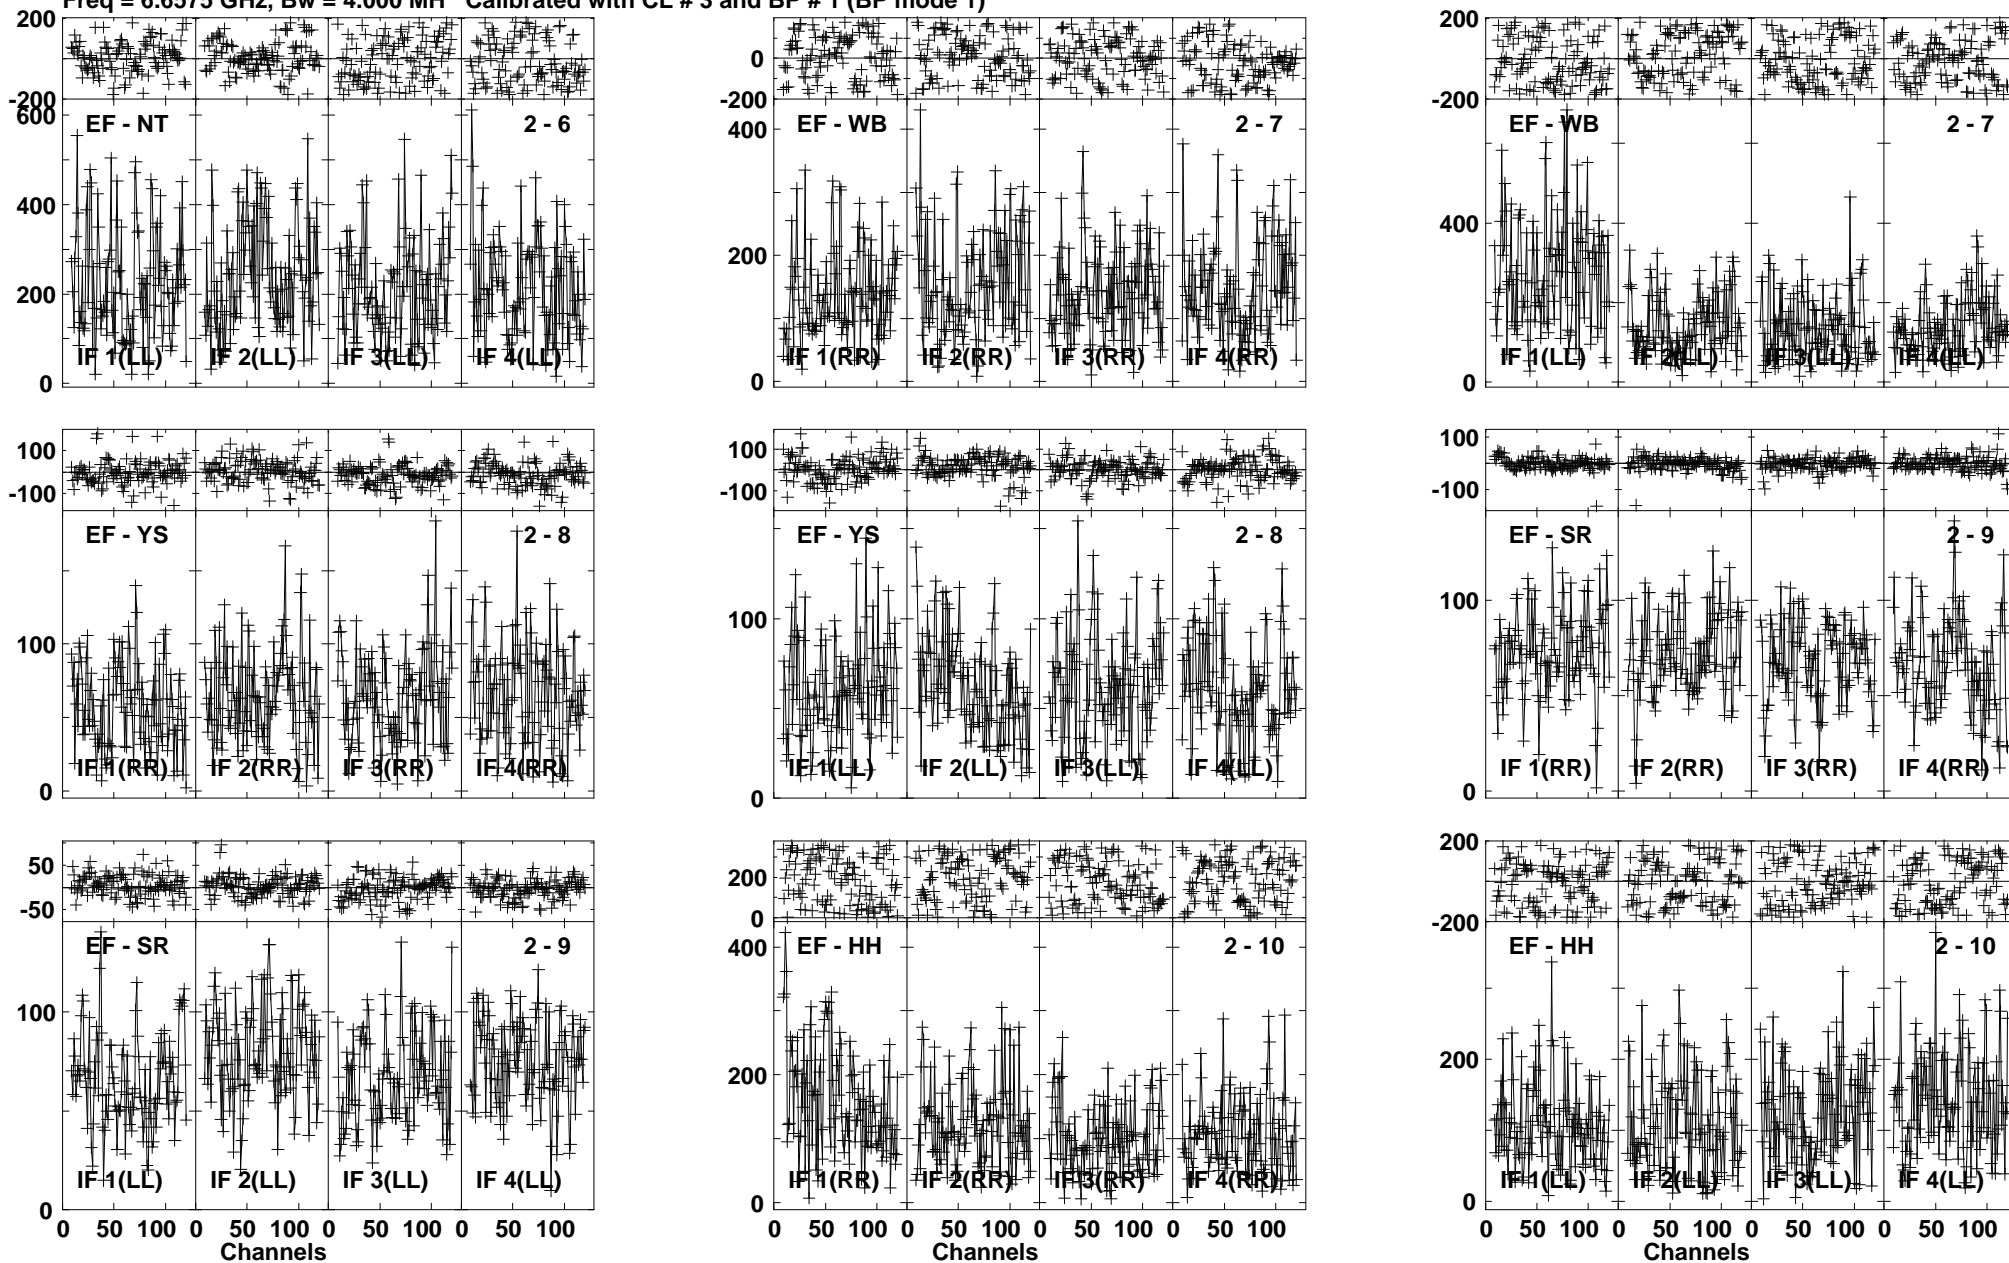 Freq = 6.6575 GHz, Bw = 4.000 MH Calibrated with CL # 3 and BP # 1 (BP mode 1)
200
-200
EF - NT 2 - 6
600
400
200
0
IF 1(LL) IF 2(LL) IF 3(LL) IF 4(LL)
200
0
-200
EF - WB 2 - 7
400
200
0
IF 1(RR) IF 2(RR) IF 3(RR) IF 4(RR)
200
-200
EF - WB 2 - 7
400
0
IF 1(LL) IF 2(LL) IF 3(LL) IF 4(LL)
100
-100
EF - YS 2 - 8
100
0
IF 1(RR) IF 2(RR) IF 3(RR) IF 4(RR)
100
-100
EF - YS 2 - 8
100
0
IF 1(LL) IF 2(LL) IF 3(LL) IF 4(LL)
100
-100
EF - SR 2 - 9
100
0
IF 1(RR) IF 2(RR) IF 3(RR) IF 4(RR)
50
-50
EF - SR 2 - 9
100
0
IF 1(LL) IF 2(LL) IF 3(LL) IF 4(LL)
0 50 100 0 50 100 0 50 100 0 50 100
Channels
200
0
EF - HH 2 - 10
400
200
0
IF 1(RR) IF 2(RR) IF 3(RR) IF 4(RR)
0 50 100 0 50 100 0 50 100 0 50 100
Channels
200
-200
EF - HH 2 - 10
200
0
IF 1(LL) IF 2(LL) IF 3(LL) IF 4(LL)
0 50 100 0 50 100 0 50 100 0 50 100
Channels